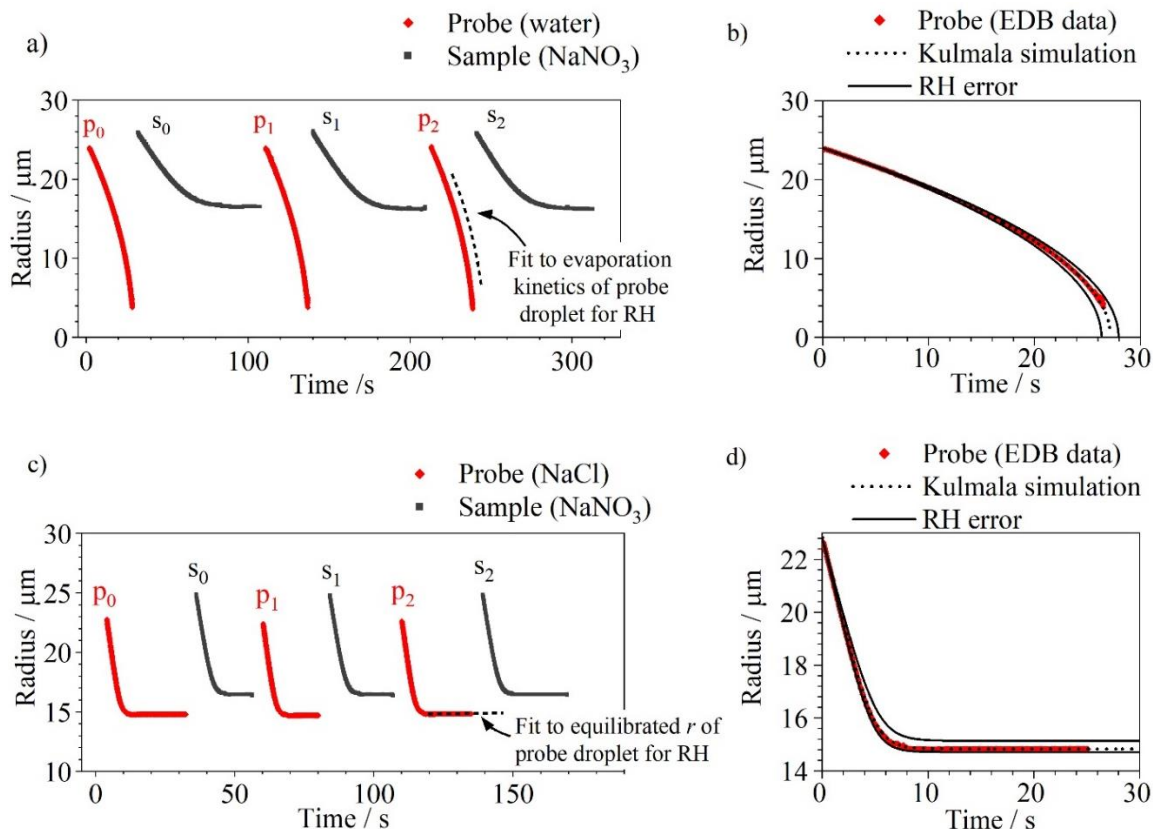 a)
Probe (water)
Sample (NaNO₃)
Radius / μm
30
20
10
0
p₀
s₀
p₁
s₁
p₂
s₂
Fit to evaporation
kinetics of probe
droplet for RH
0 100 200 300
Time /s
b)
Probe (EDB data)
Kulmala simulation
RH error
Radius / μm
30
20
10
0
0 10 20 30
Time / s
c)
Probe (NaCl)
Sample (NaNO₃)
Radius / μm
30
25
20
15
10
p₀
s₀
p₁
s₁
p₂
s₂
Fit to equilibrated r of
probe droplet for RH
0 50 100 150
Time / s
d)
Probe (EDB data)
Kulmala simulation
RH error
Radius / μm
22
20
18
16
14
0 10 20 30
Time / s